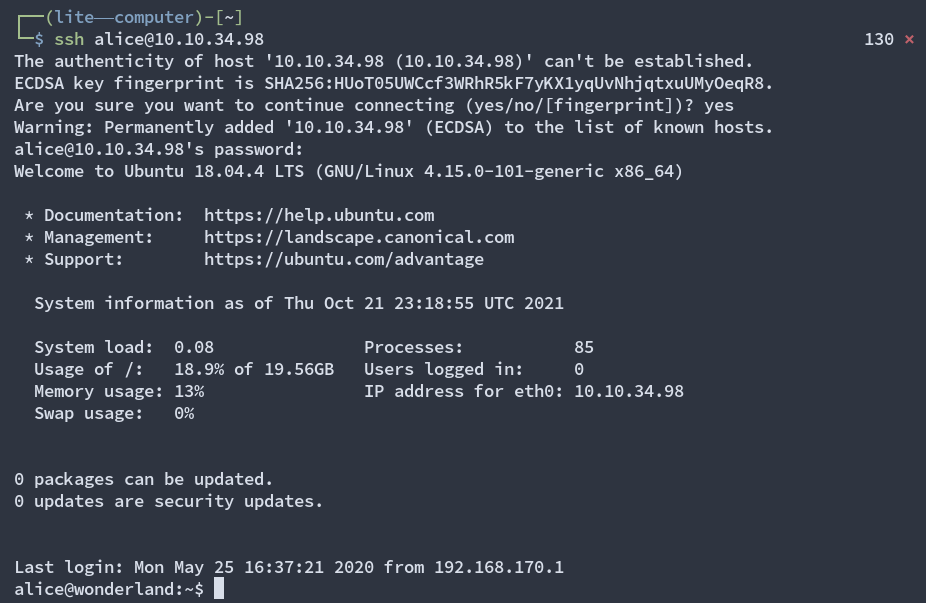 ┌──(lite㉿computer)-[~]
└─$ ssh alice@10.10.34.98 130 ⨯
The authenticity of host '10.10.34.98 (10.10.34.98)' can't be established.
ECDSA key fingerprint is SHA256:HUoT05UWCcf3WRhR5kF7yKX1yqUvNhjqtxuUMyOeqR8.
Are you sure you want to continue connecting (yes/no/[fingerprint])? yes
Warning: Permanently added '10.10.34.98' (ECDSA) to the list of known hosts.
alice@10.10.34.98's password:
Welcome to Ubuntu 18.04.4 LTS (GNU/Linux 4.15.0-101-generic x86_64)

 * Documentation:  https://help.ubuntu.com
 * Management:     https://landscape.canonical.com
 * Support:        https://ubuntu.com/advantage

  System information as of Thu Oct 21 23:18:55 UTC 2021

  System load:  0.08               Processes:           85
  Usage of /:   18.9% of 19.56GB   Users logged in:     0
  Memory usage: 13%                IP address for eth0: 10.10.34.98
  Swap usage:   0%

0 packages can be updated.
0 updates are security updates.

Last login: Mon May 25 16:37:21 2020 from 192.168.170.1
alice@wonderland:~$